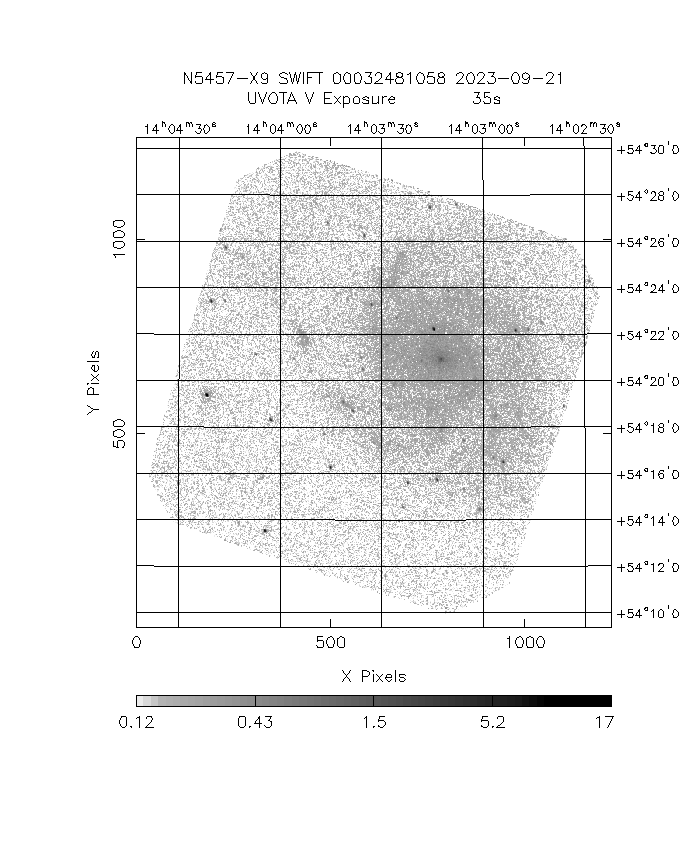 N5457-X9 SWIFT 00032481058 2023-09-21
UVOTA V Exposure 35s
14ʰ04ᵐ30ˢ 14ʰ04ᵐ00ˢ 14ʰ03ᵐ30ˢ 14ʰ03ᵐ00ˢ 14ʰ02ᵐ30ˢ
+54°30'0
+54°28'0
+54°26'0
+54°24'0
+54°22'0
+54°20'0
+54°18'0
+54°16'0
+54°14'0
+54°12'0
+54°10'0
1000
500
Y Pixels
0 500 1000
X Pixels
0.12 0.43 1.5 5.2 17